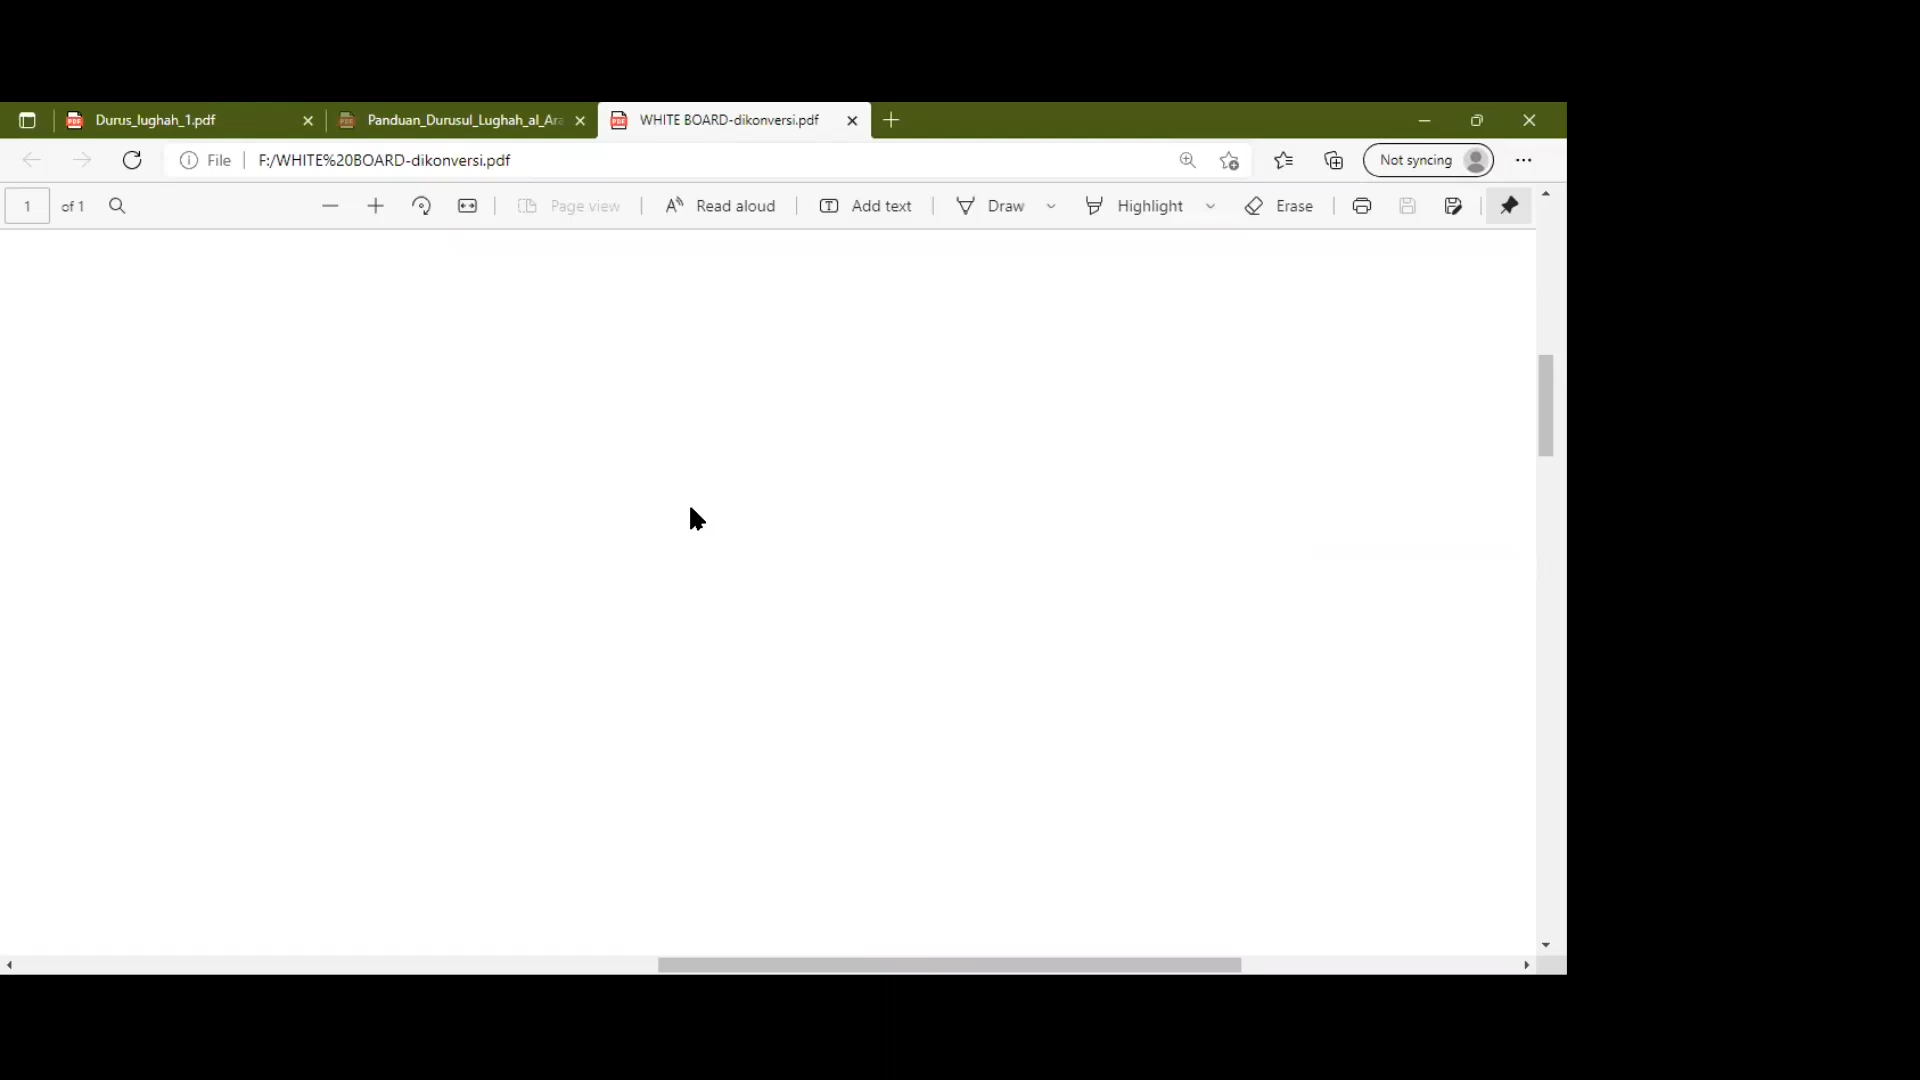 Durus_lughah_1.pdf
Panduan_Durusul_Lughah_al_Ara
WHITE BOARD-dikonversi.pdf
File
F:/WHITE%20BOARD-dikonversi.pdf
Not syncing
1 of 1
Page view
Read aloud
Add text
Draw
Highlight
Erase